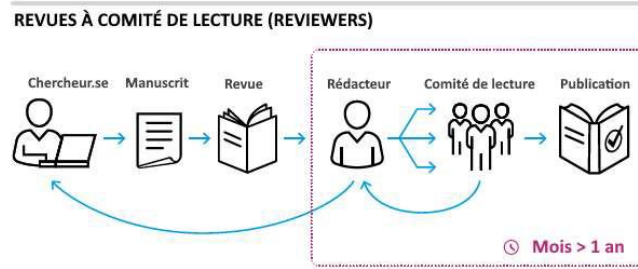 REVUES À COMITÉ DE LECTURE (REVIEWERS)
Chercheur.se Manuscrit Revue Rédacteur Comité de lecture Publication
Mois > 1 an